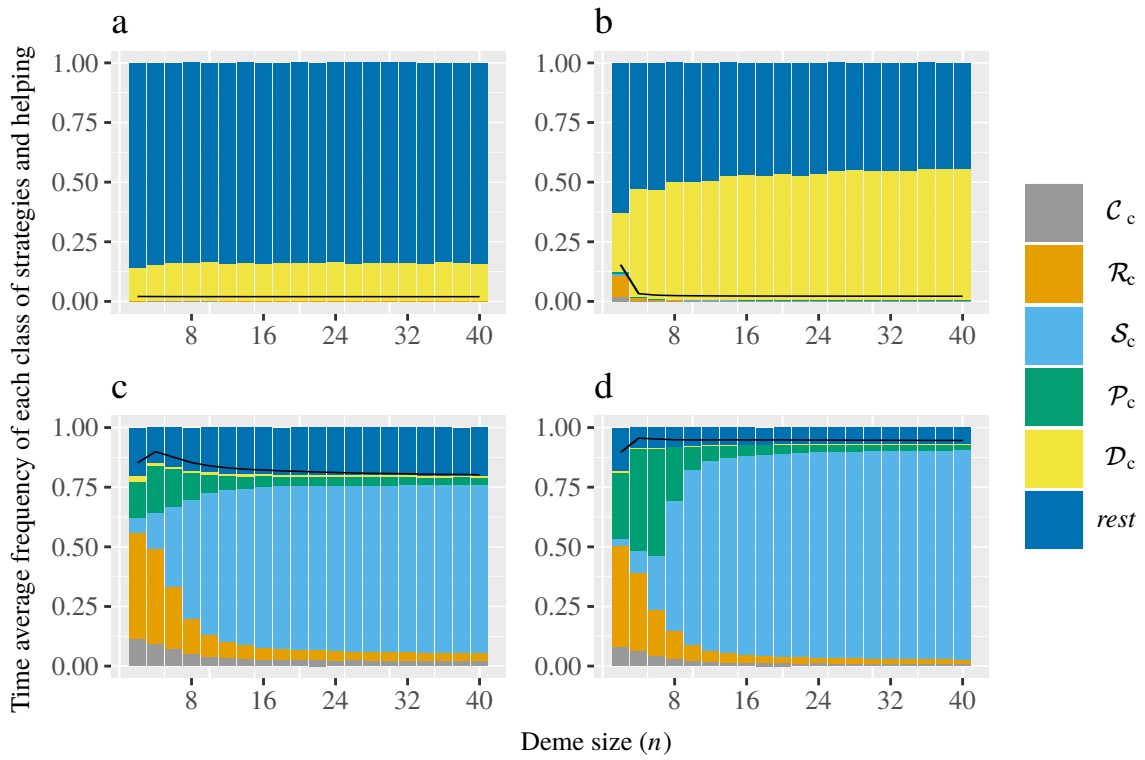 Time average frequency of each class of strategies and helping
a
1.00
0.75
0.50
0.25
0.00
8 16 24 32 40
b
1.00
0.75
0.50
0.25
0.00
8 16 24 32 40
c
1.00
0.75
0.50
0.25
0.00
8 16 24 32 40
d
1.00
0.75
0.50
0.25
0.00
8 16 24 32 40
Deme size (n)
𝒞c
ℛc
𝒮c
𝒫c
𝒟c
rest